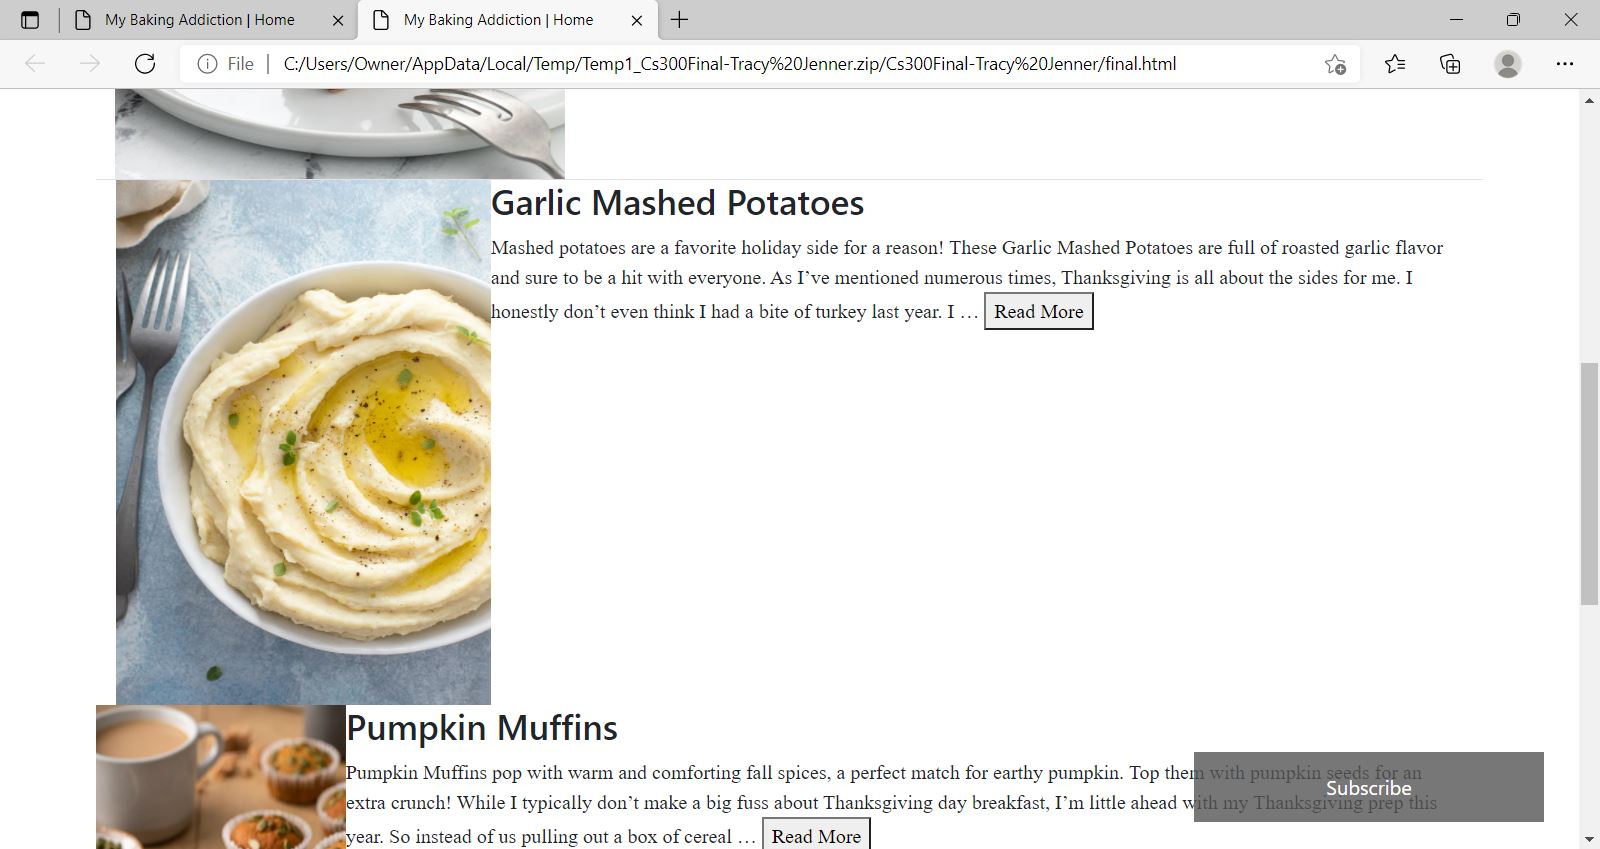 My Baking Addiction | Home
My Baking Addiction | Home
File
C:/Users/Owner/AppData/Local/Temp/Temp1_Cs300Final-Tracy%20Jenner.zip/Cs300Final-Tracy%20Jenner/final.html
Garlic Mashed Potatoes
Mashed potatoes are a favorite holiday side for a reason! These Garlic Mashed Potatoes are full of roasted garlic flavor
and sure to be a hit with everyone. As I’ve mentioned numerous times, Thanksgiving is all about the sides for me. I
honestly don’t even think I had a bite of turkey last year. I … Read More
Pumpkin Muffins
Pumpkin Muffins pop with warm and comforting fall spices, a perfect match for earthy pumpkin. Top them with pumpkin seeds for an
Subscribe
extra crunch! While I typically don’t make a big fuss about Thanksgiving day breakfast, I’m little ahead with my Thanksgiving prep this
year. So instead of us pulling out a box of cereal … Read More